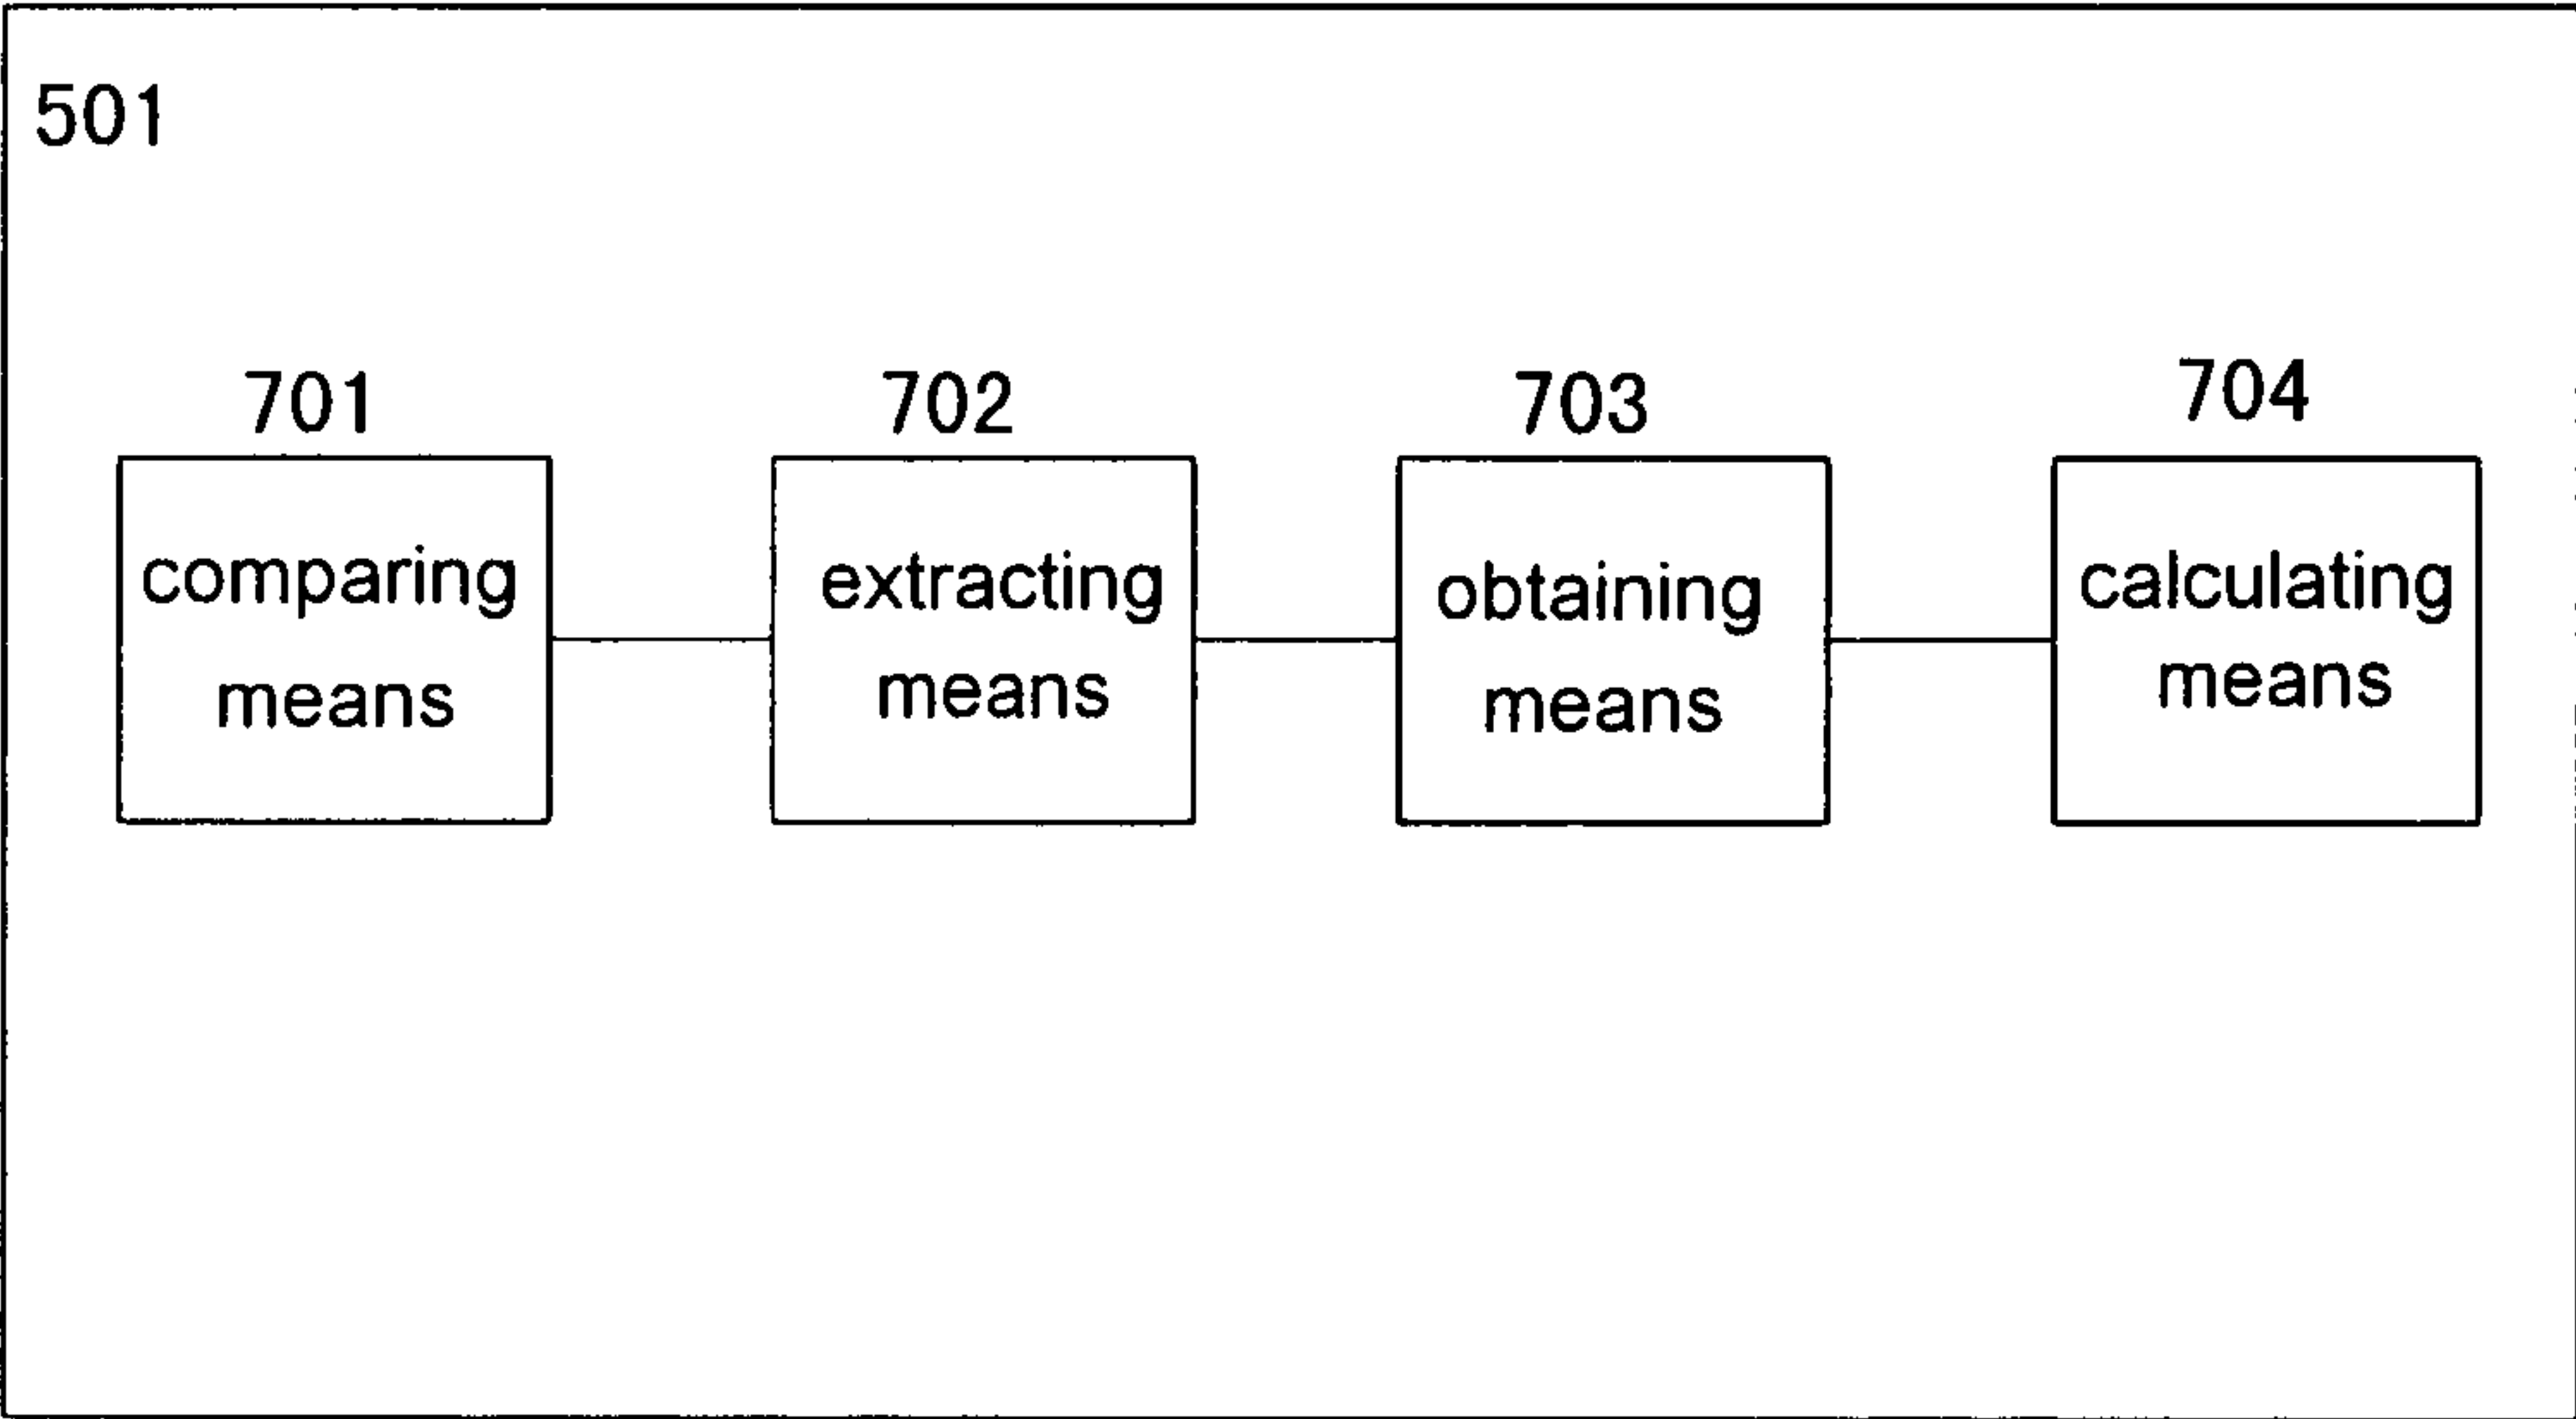 501
701
comparing
means
702
extracting
means
703
obtaining
means
704
calculating
means